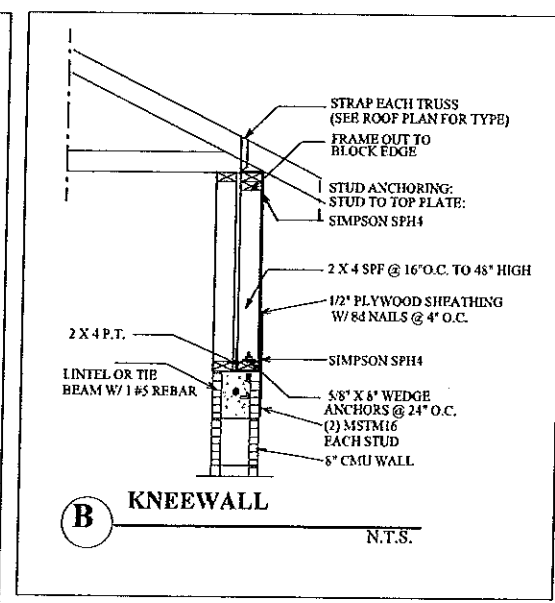 STRAP EACH TRUSS
(SEE ROOF PLAN FOR TYPE)
FRAME OUT TO
BLOCK EDGE
STUD ANCHORING:
STUD TO TOP PLATE:
SIMPSON SPH4
2 X 4 SPF @ 16" O.C. TO 48" HIGH
1/2" PLYWOOD SHEATHING
W/ 8d NAILS @ 4" O.C.
2 X 4 P.T.
SIMPSON SPH4
LINTEL OR TIE
BEAM W/ 1 #5 REBAR
5/8" X 8" WEDGE
ANCHORS @ 24" O.C.
(2) MSTM16
EACH STUD
8" CMU WALL
B KNEEWALL
N.T.S.